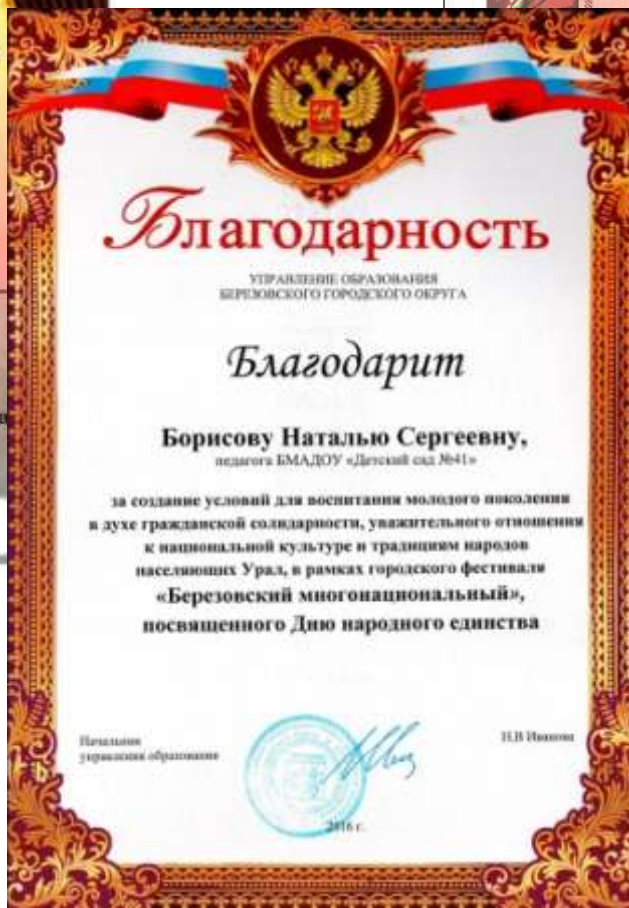 Благодарность
УПРАВЛЕНИЕ ОБРАЗОВАНИЯ
БЕРЕЗОВСКОГО ГОРОДСКОГО ОКРУГА
Благодарит
Борисову Наталью Сергеевну,
педагога БМАДОУ «Детский сад №41»
за создание условий для воспитания молодого поколения
в духе гражданской солидарности, уважительного отношения
к национальной культуре и традициям народов
населяющих Урал, в рамках городского фестиваля
«Березовский многонациональный»,
посвященного Дню народного единства
Начальник
управления образования
Н.В Иванова
2016 г.